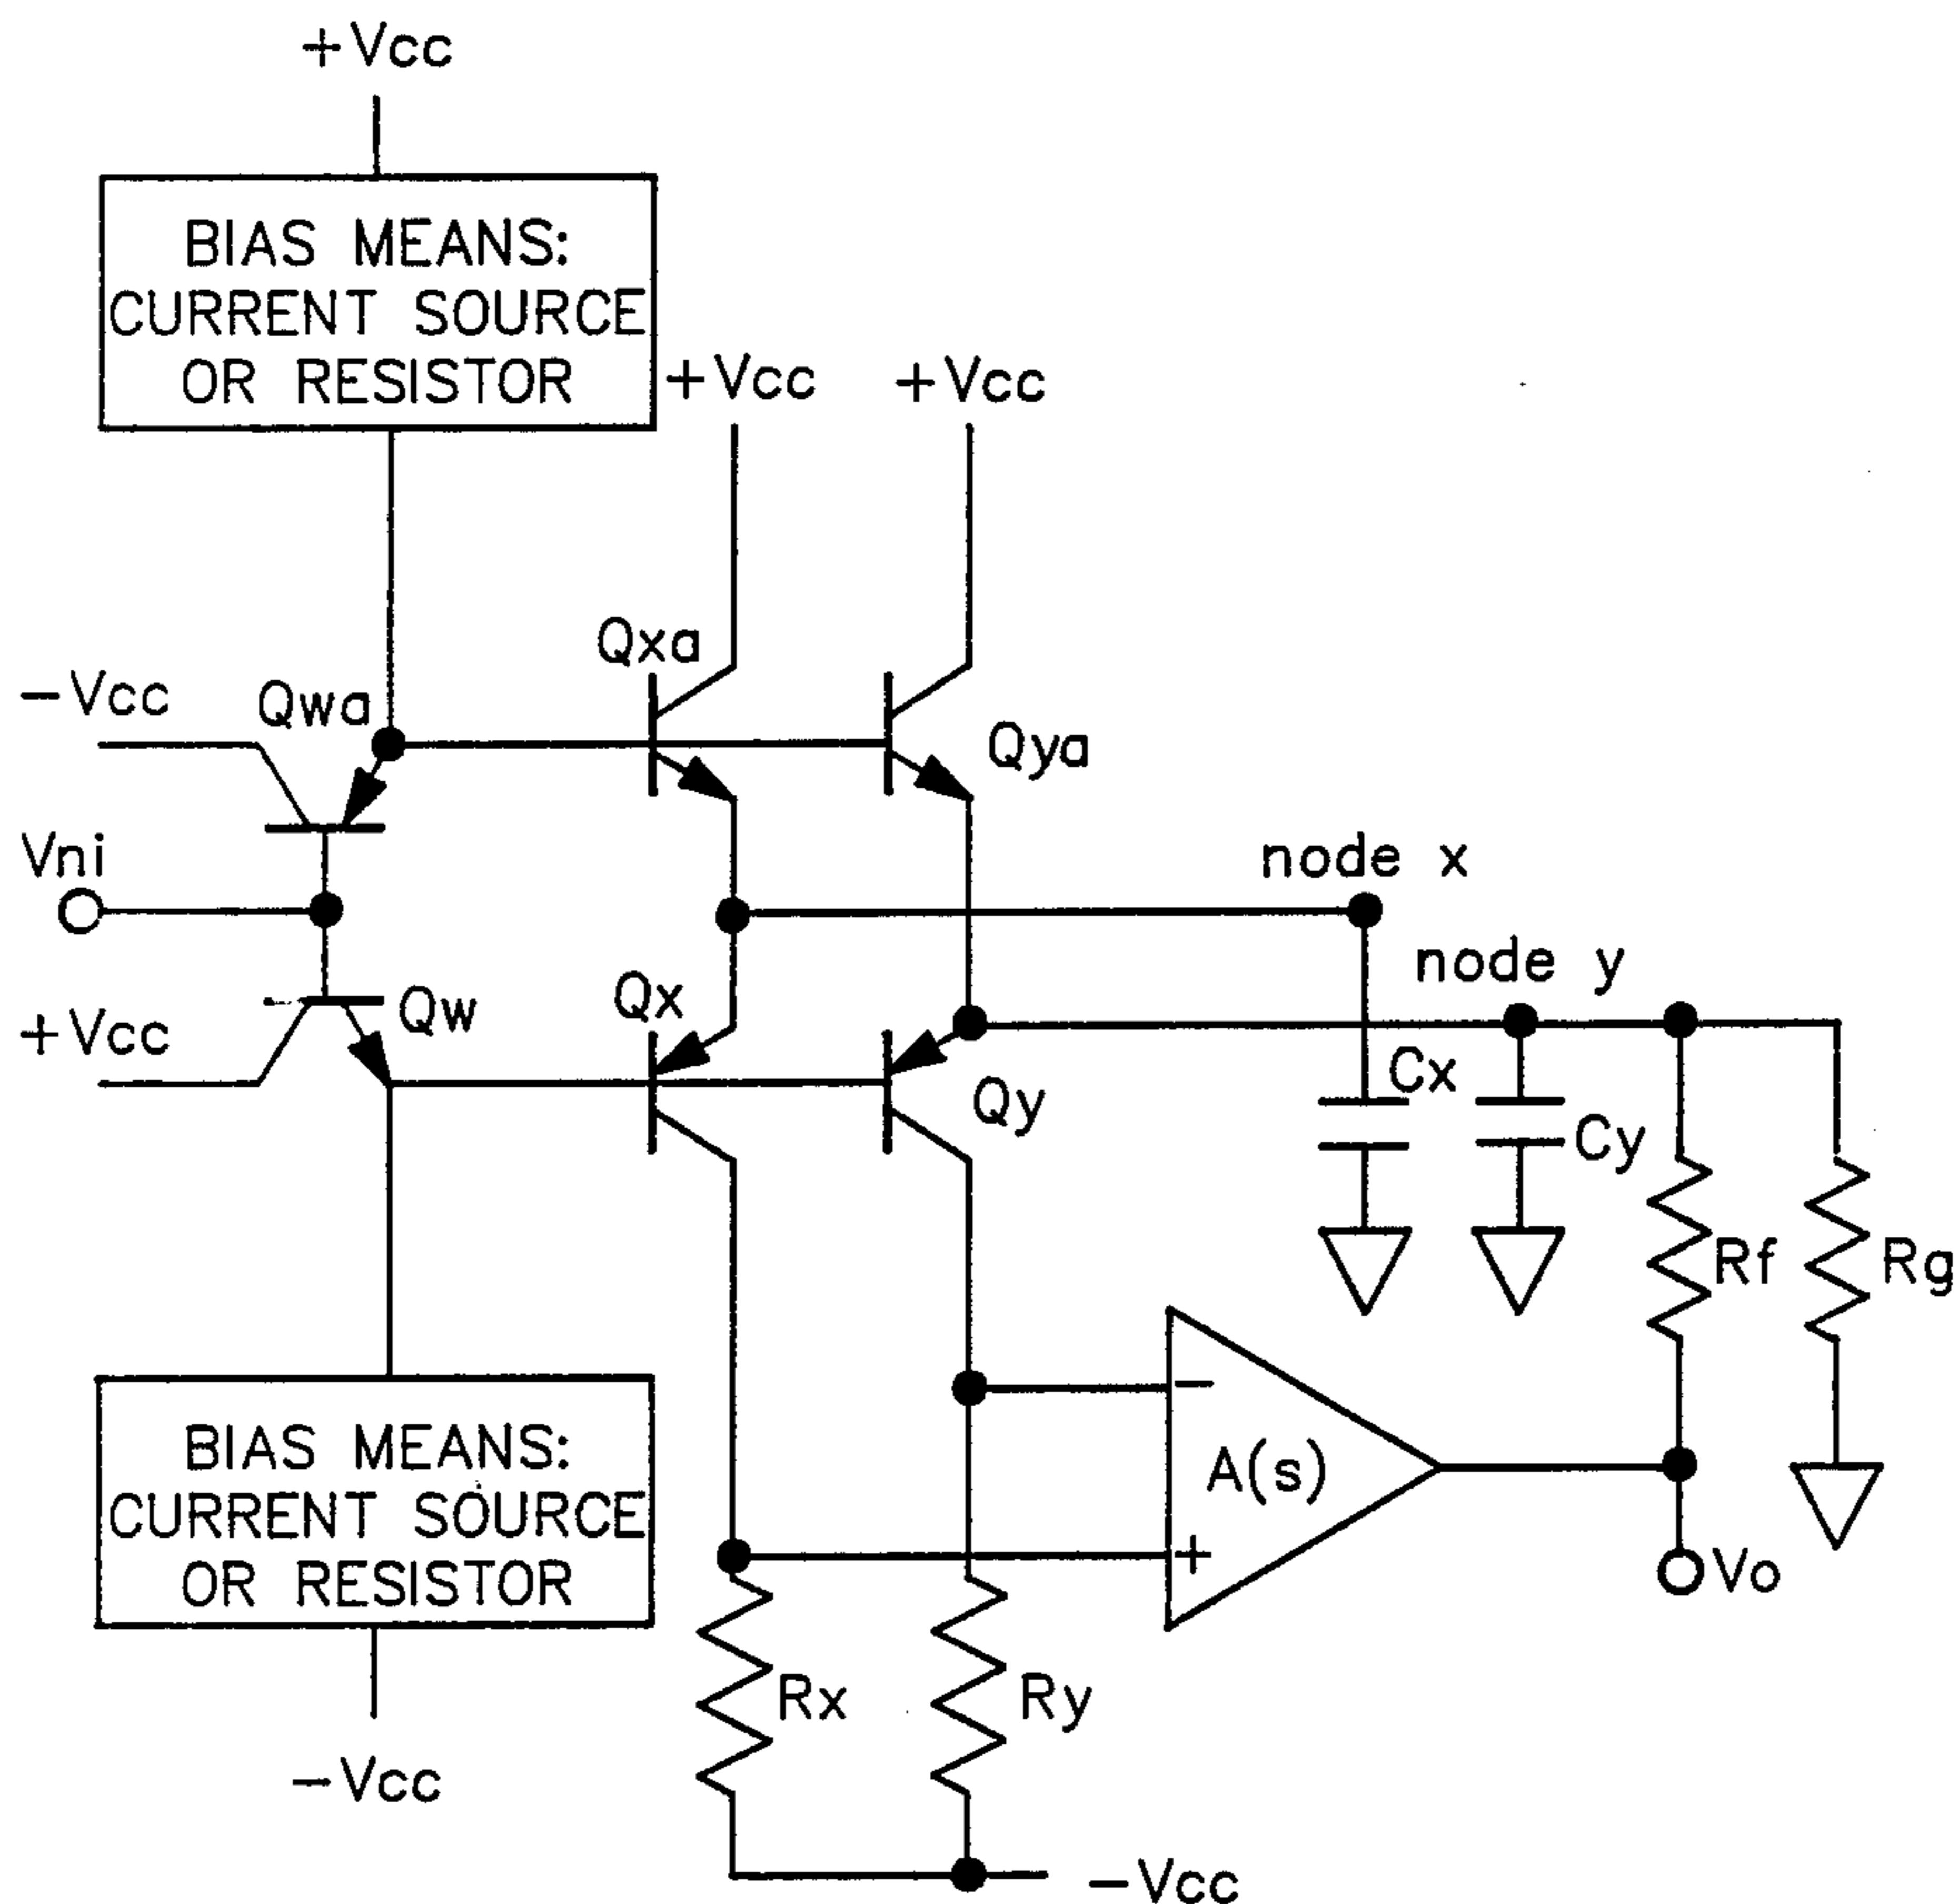 +Vcc
BIAS MEANS:
CURRENT SOURCE
OR RESISTOR
+Vcc
+Vcc
Qxa
-Vcc
Qwa
Qya
Vni
node x
node y
Qx
Qw
+Vcc
Cx
Qy
Cy
Rf
Rg
BIAS MEANS:
CURRENT SOURCE
OR RESISTOR
-
A(s)
+
Vo
Rx
Ry
-Vcc
-Vcc